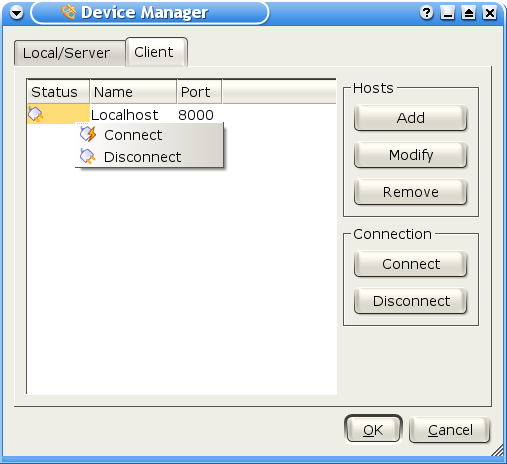 Device Manager
Local/Server Client
Status Name Port
Localhost 8000
Connect
Disconnect
Hosts
Add
Modify
Remove
Connection
Connect
Disconnect
OK Cancel